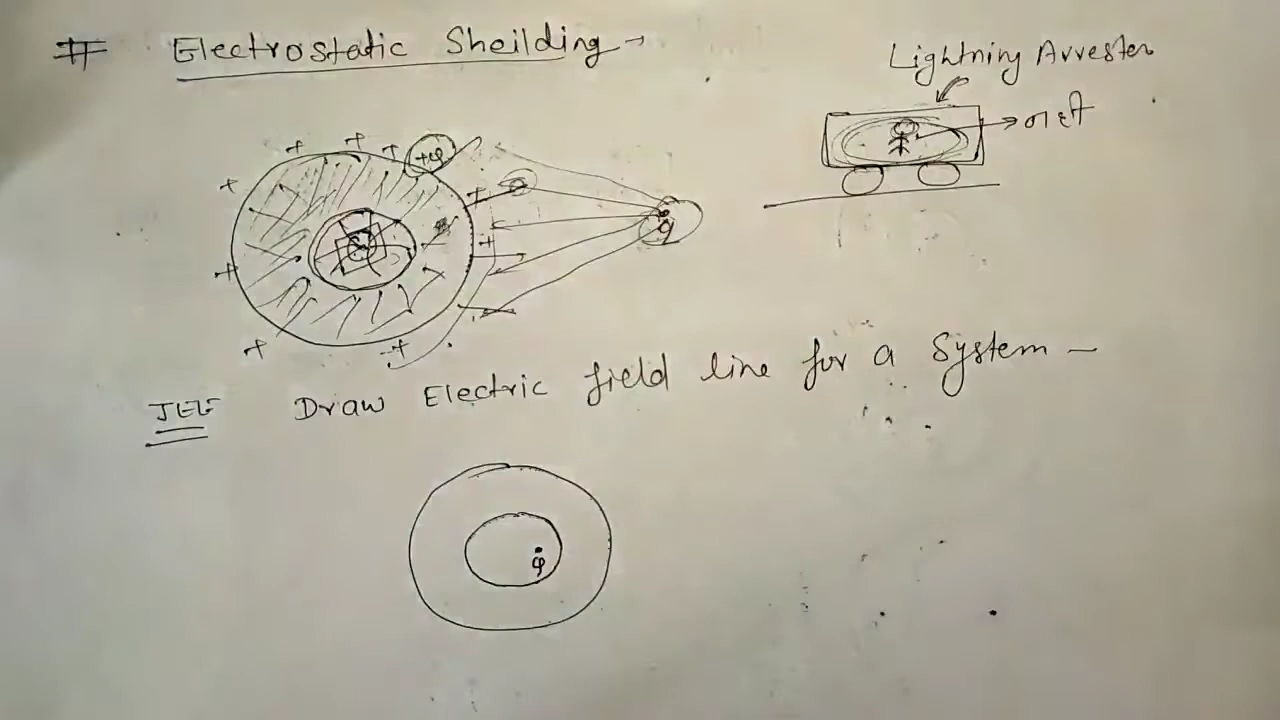 # Electrostatic Sheilding -
Lightning Arrester
+q
q
JEE Draw Electric field line for a System -
q